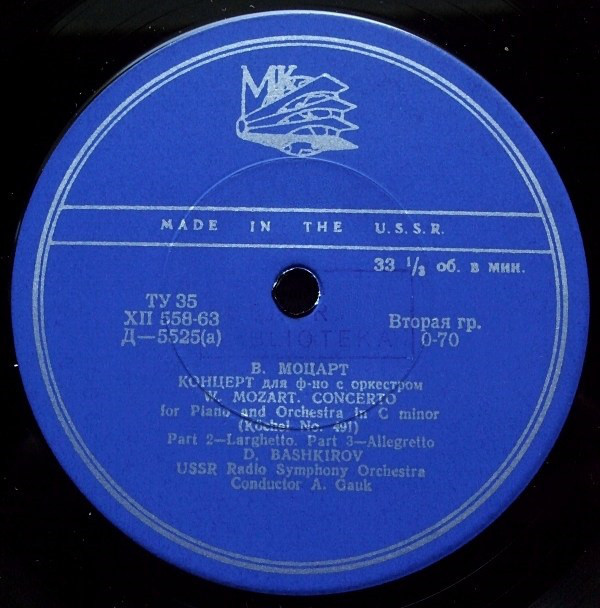 МК
MADE IN THE U.S.S.R.
33 1/3 об. в мин.
ТУ 35
ХП 558-63
Д—5525(а)
Вторая гр.
0-70
В. МОЦАРТ
КОНЦЕРТ для ф-но с оркестром
W. MOZART. CONCERTO
for Piano and Orchestra in C minor
(Köchel No. 491)
Part 2—Larghetto. Part 3—Allegretto
D. BASHKIROV
USSR Radio Symphony Orchestra
Conductor A. Gauk